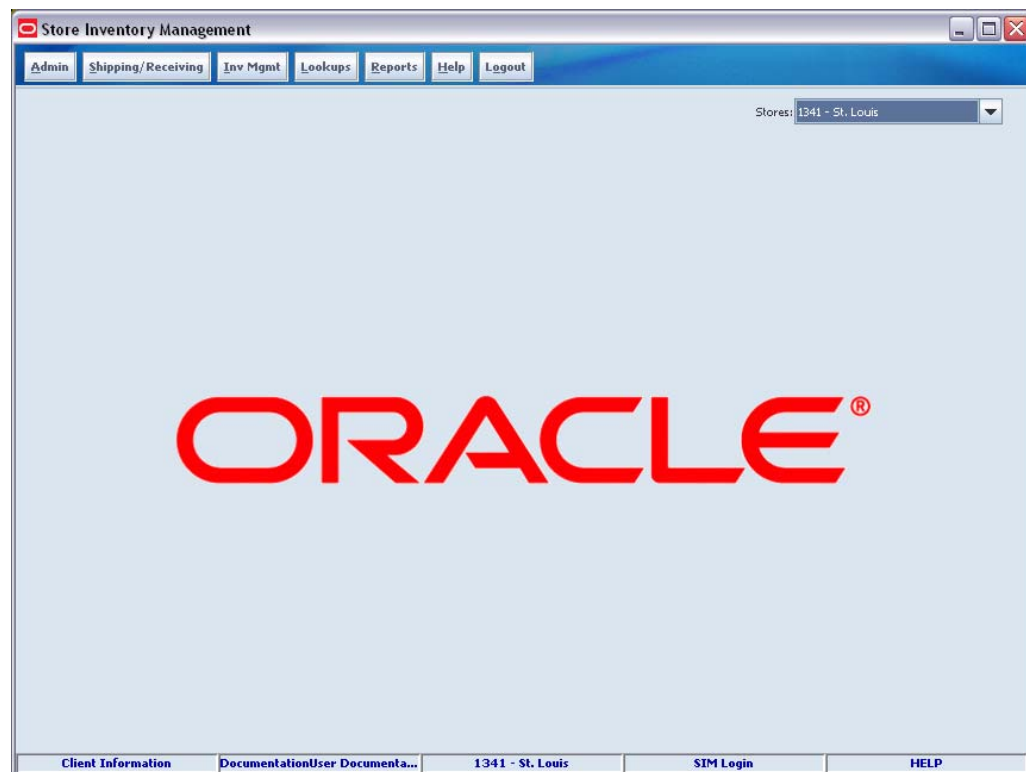 Store Inventory Management
Admin Shipping/Receiving Inv Mgmt Lookups Reports Help Logout
Stores: 1341 - St. Louis
ORACLE®
Client Information DocumentationUser Documenta... 1341 - St. Louis SIM Login HELP